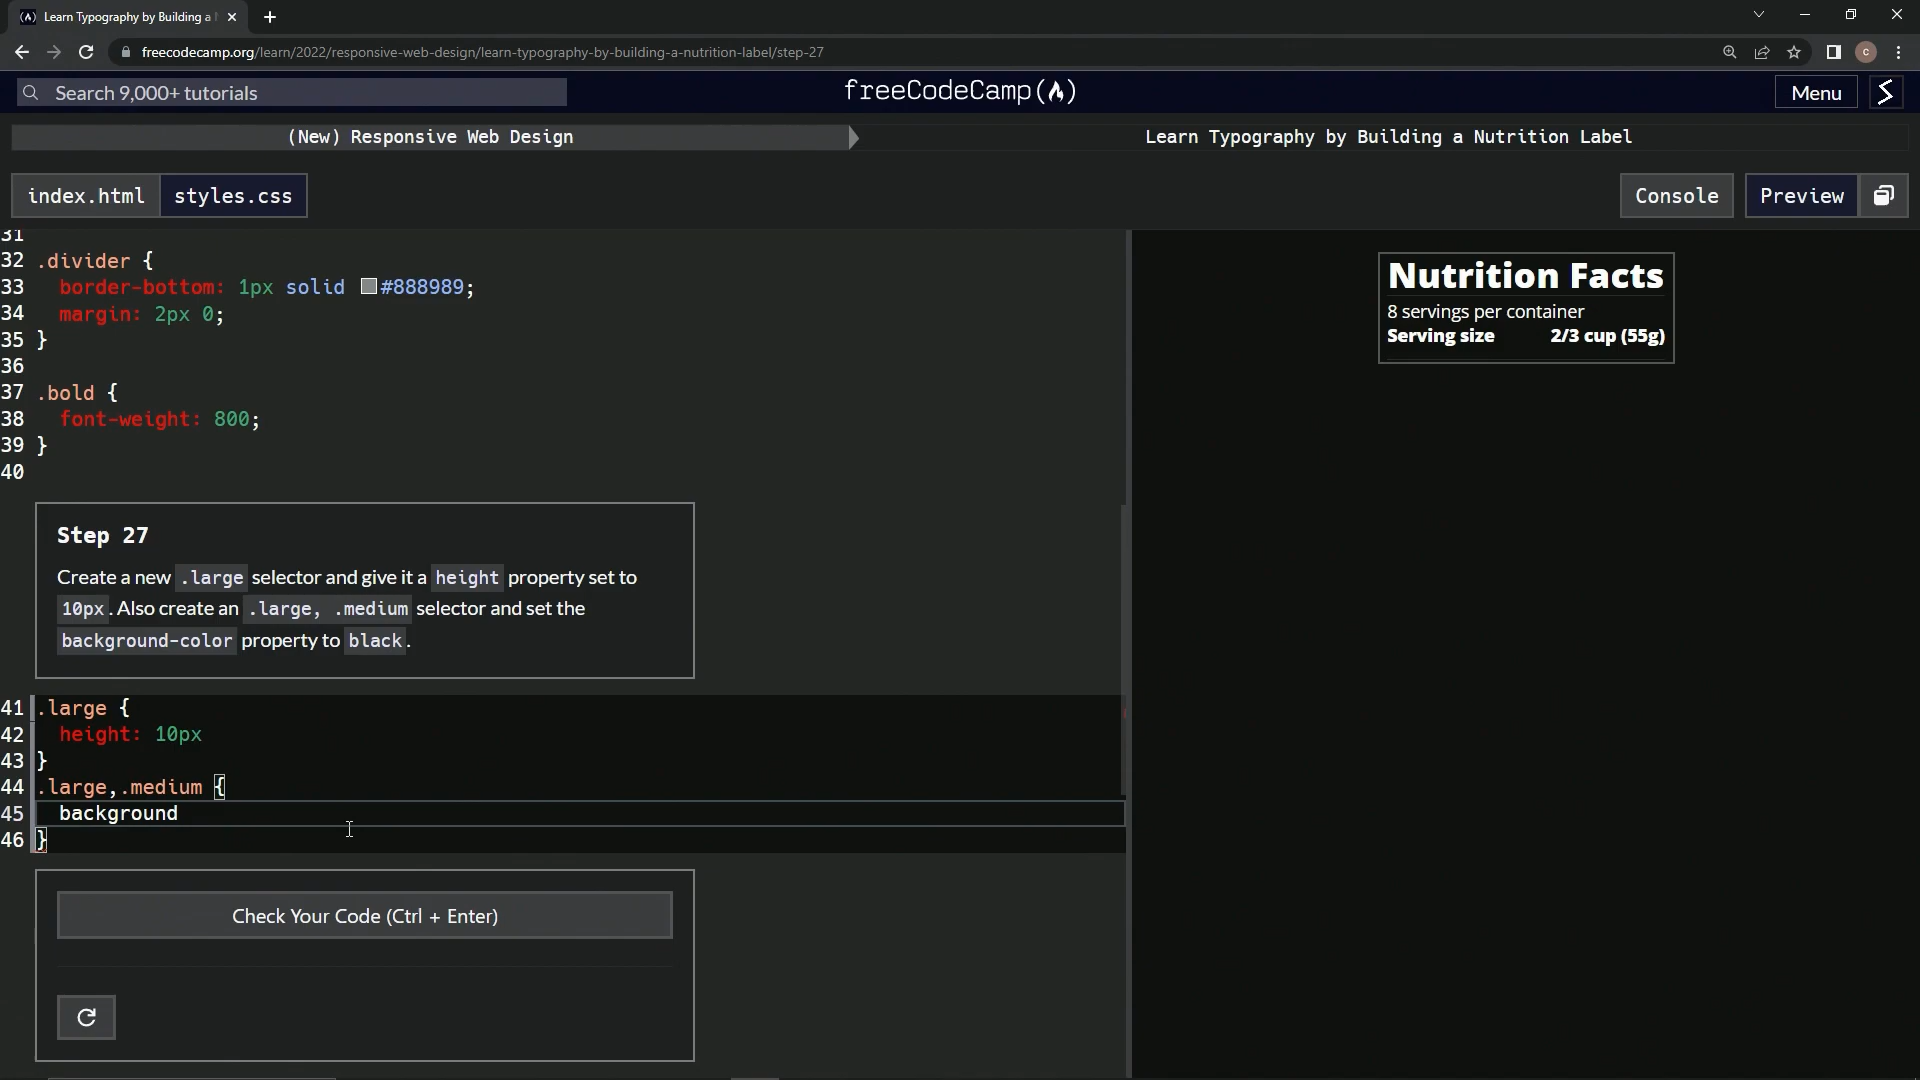 Learn Typography by Building a
freecodecamp.org/learn/2022/responsive-web-design/learn-typography-by-building-a-nutrition-label/step-27
c
Search 9,000+ tutorials
freeCodeCamp
Menu
(New) Responsive Web Design
Learn Typography by Building a Nutrition Label
index.html
styles.css
Console
Preview
31
32 .divider {
33 border-bottom: 1px solid #888989;
34 margin: 2px 0;
35 }
36
37 .bold {
38 font-weight: 800;
39 }
40
Step 27
Create a new .large selector and give it a height property set to
10px. Also create an .large, .medium selector and set the
background-color property to black.
41 .large {
42 height: 10px
43 }
44 .large,.medium {
45 background
46 }
Check Your Code (Ctrl + Enter)
Nutrition Facts
8 servings per container
Serving size 2/3 cup (55g)